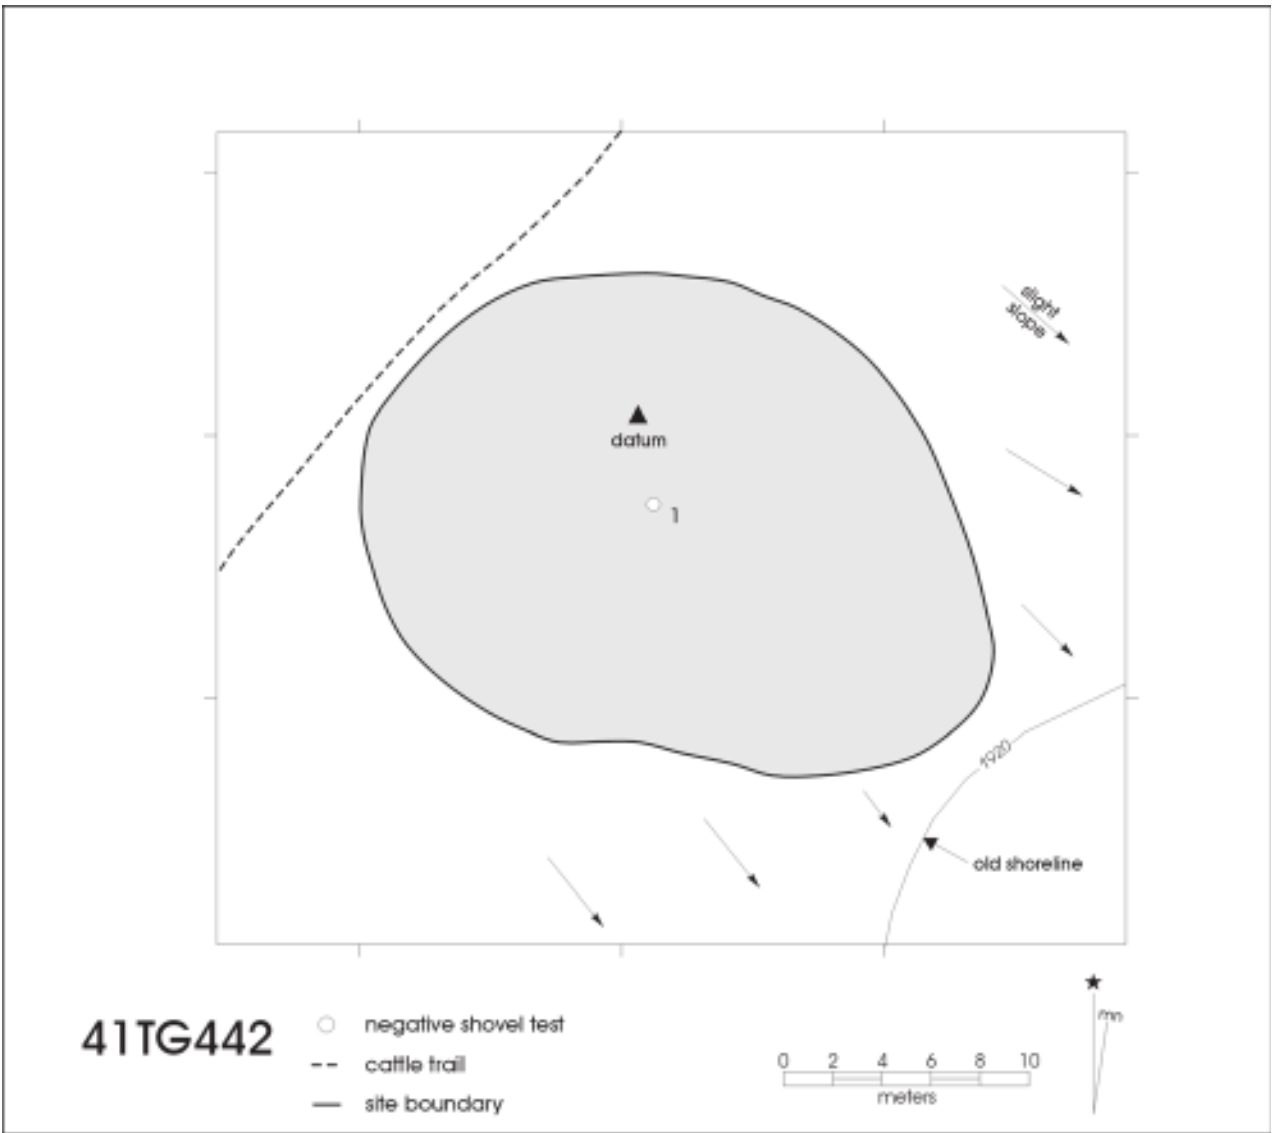 slight
slope
datum
1
1920
old shoreline
mn
41TG442
negative shovel test
cattle trail
site boundary
0 2 4 6 8 10
meters